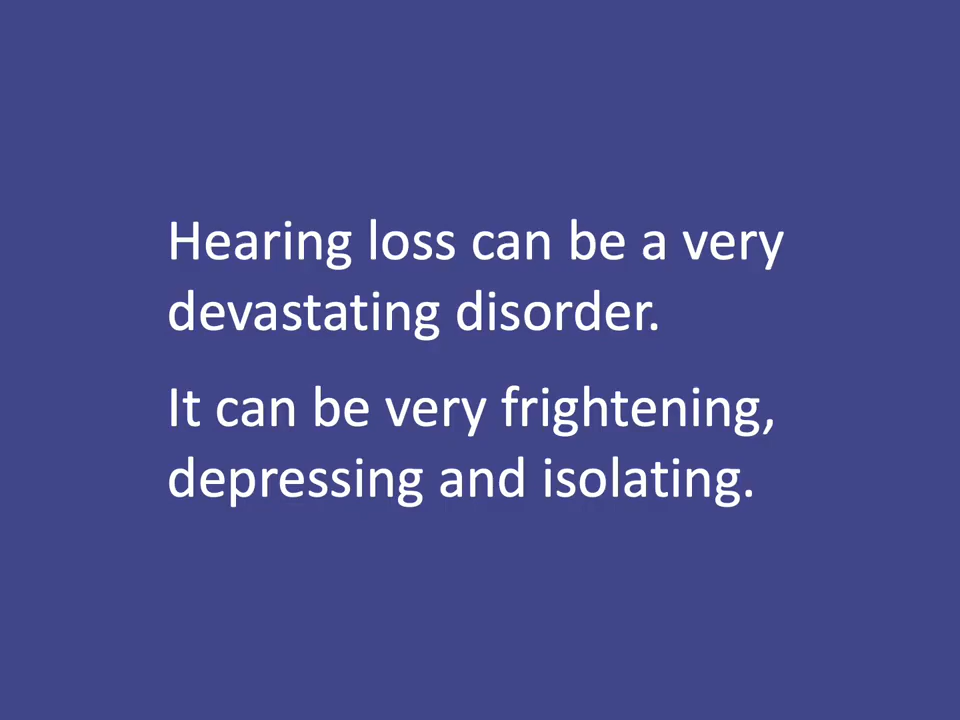 Hearing loss can be a very
devastating disorder.
It can be very frightening,
depressing and isolating.